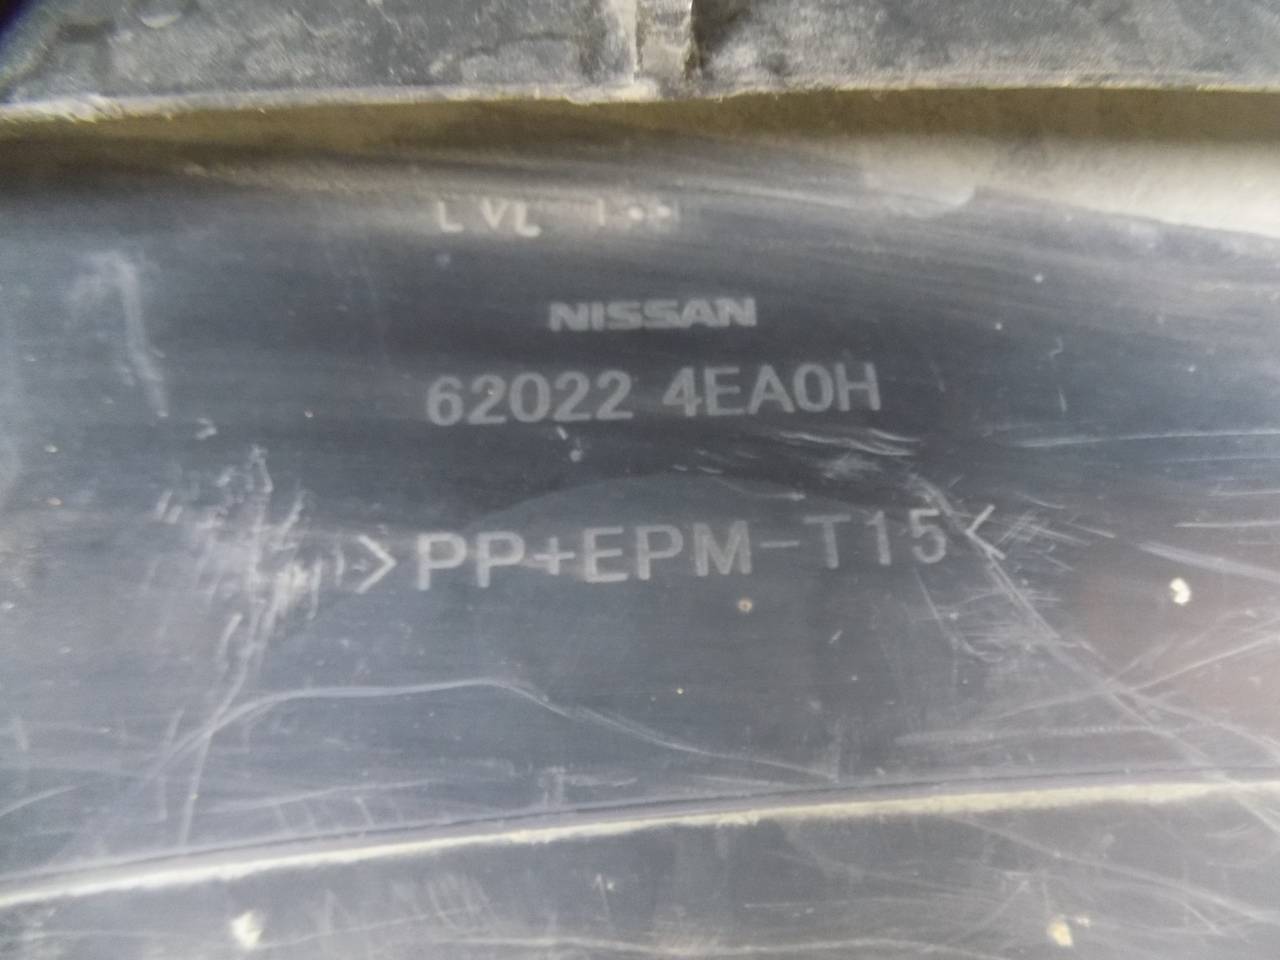 NISSAN
62022 4EA0H
>PP+EPM-T15<